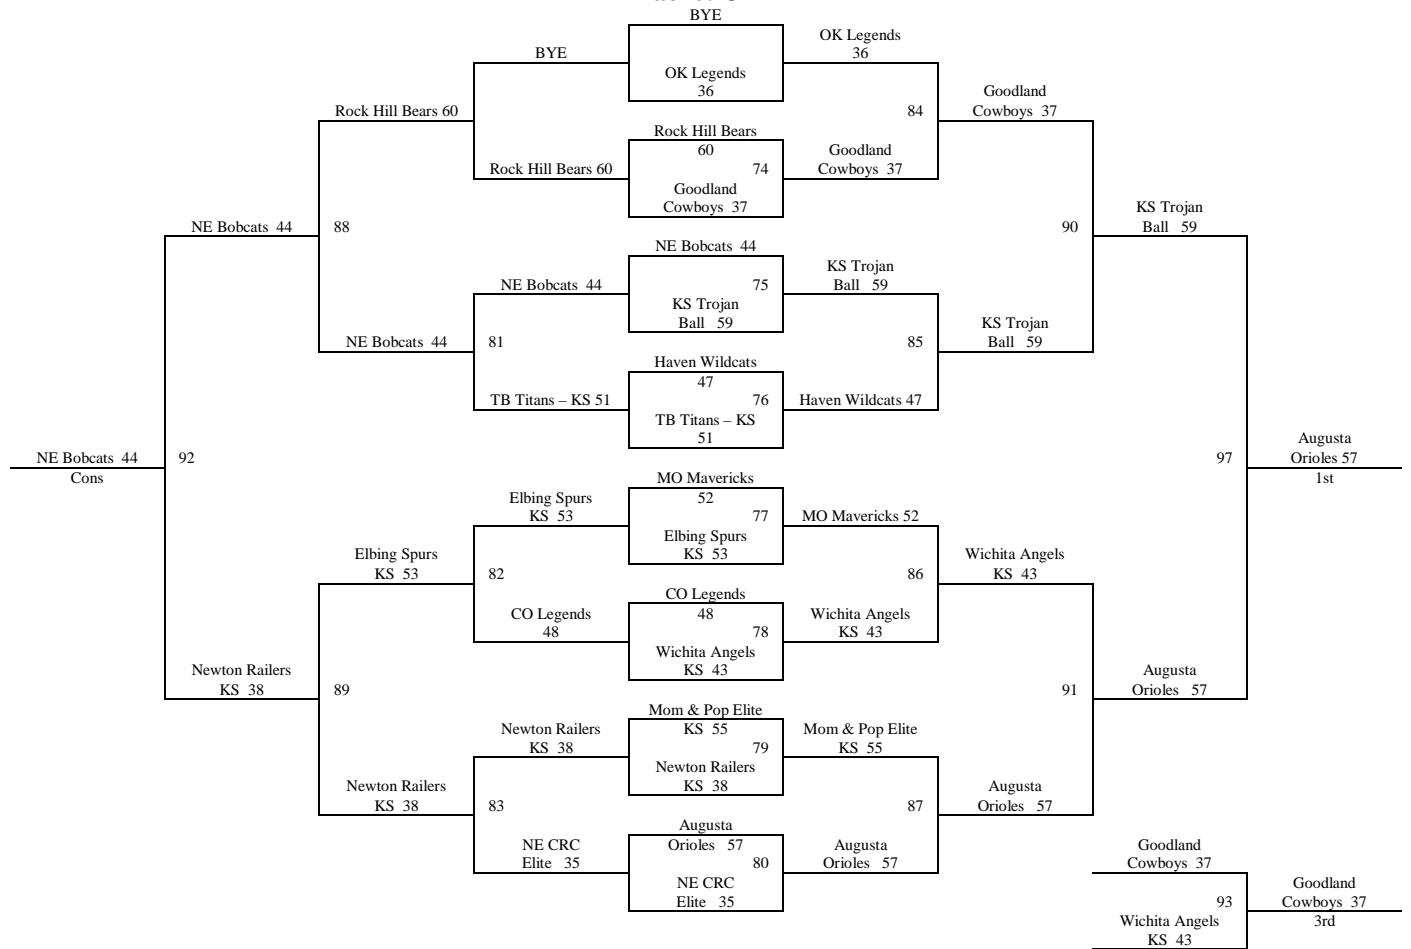 BYE
OK Legends
BYE
36
OK Legends
36
Goodland
Rock Hill Bears 60
84
Cowboys 37
Rock Hill Bears
60
Goodland
Rock Hill Bears 60
74
Cowboys 37
Goodland
Cowboys 37
KS Trojan
NE Bobcats 44
88
90
Ball 59
NE Bobcats 44
KS Trojan
NE Bobcats 44
75
Ball 59
KS Trojan
Ball 59
KS Trojan
NE Bobcats 44
81
85
Ball 59
Haven Wildcats
47
TB Titans – KS 51
76
Haven Wildcats 47
TB Titans – KS
51
Augusta
NE Bobcats 44
92
97
Orioles 57
Cons
1st
MO Mavericks
Elbing Spurs
52
KS 53
77
MO Mavericks 52
Elbing Spurs
KS 53
Elbing Spurs
Wichita Angels
KS 53
82
86
KS 43
CO Legends
CO Legends
48
Wichita Angels
48
78
KS 43
Wichita Angels
KS 43
Newton Railers
Augusta
KS 38
89
91
Orioles 57
Mom & Pop Elite
Newton Railers
KS 55
Mom & Pop Elite
KS 38
79
KS 55
Newton Railers
KS 38
Newton Railers
Augusta
KS 38
83
87
Orioles 57
Augusta
NE CRC
Orioles 57
Augusta
Goodland
Elite 35
80
Orioles 57
Cowboys 37
NE CRC
Elite 35
Goodland
93
Cowboys 37
Wichita Angels
3rd
KS 43